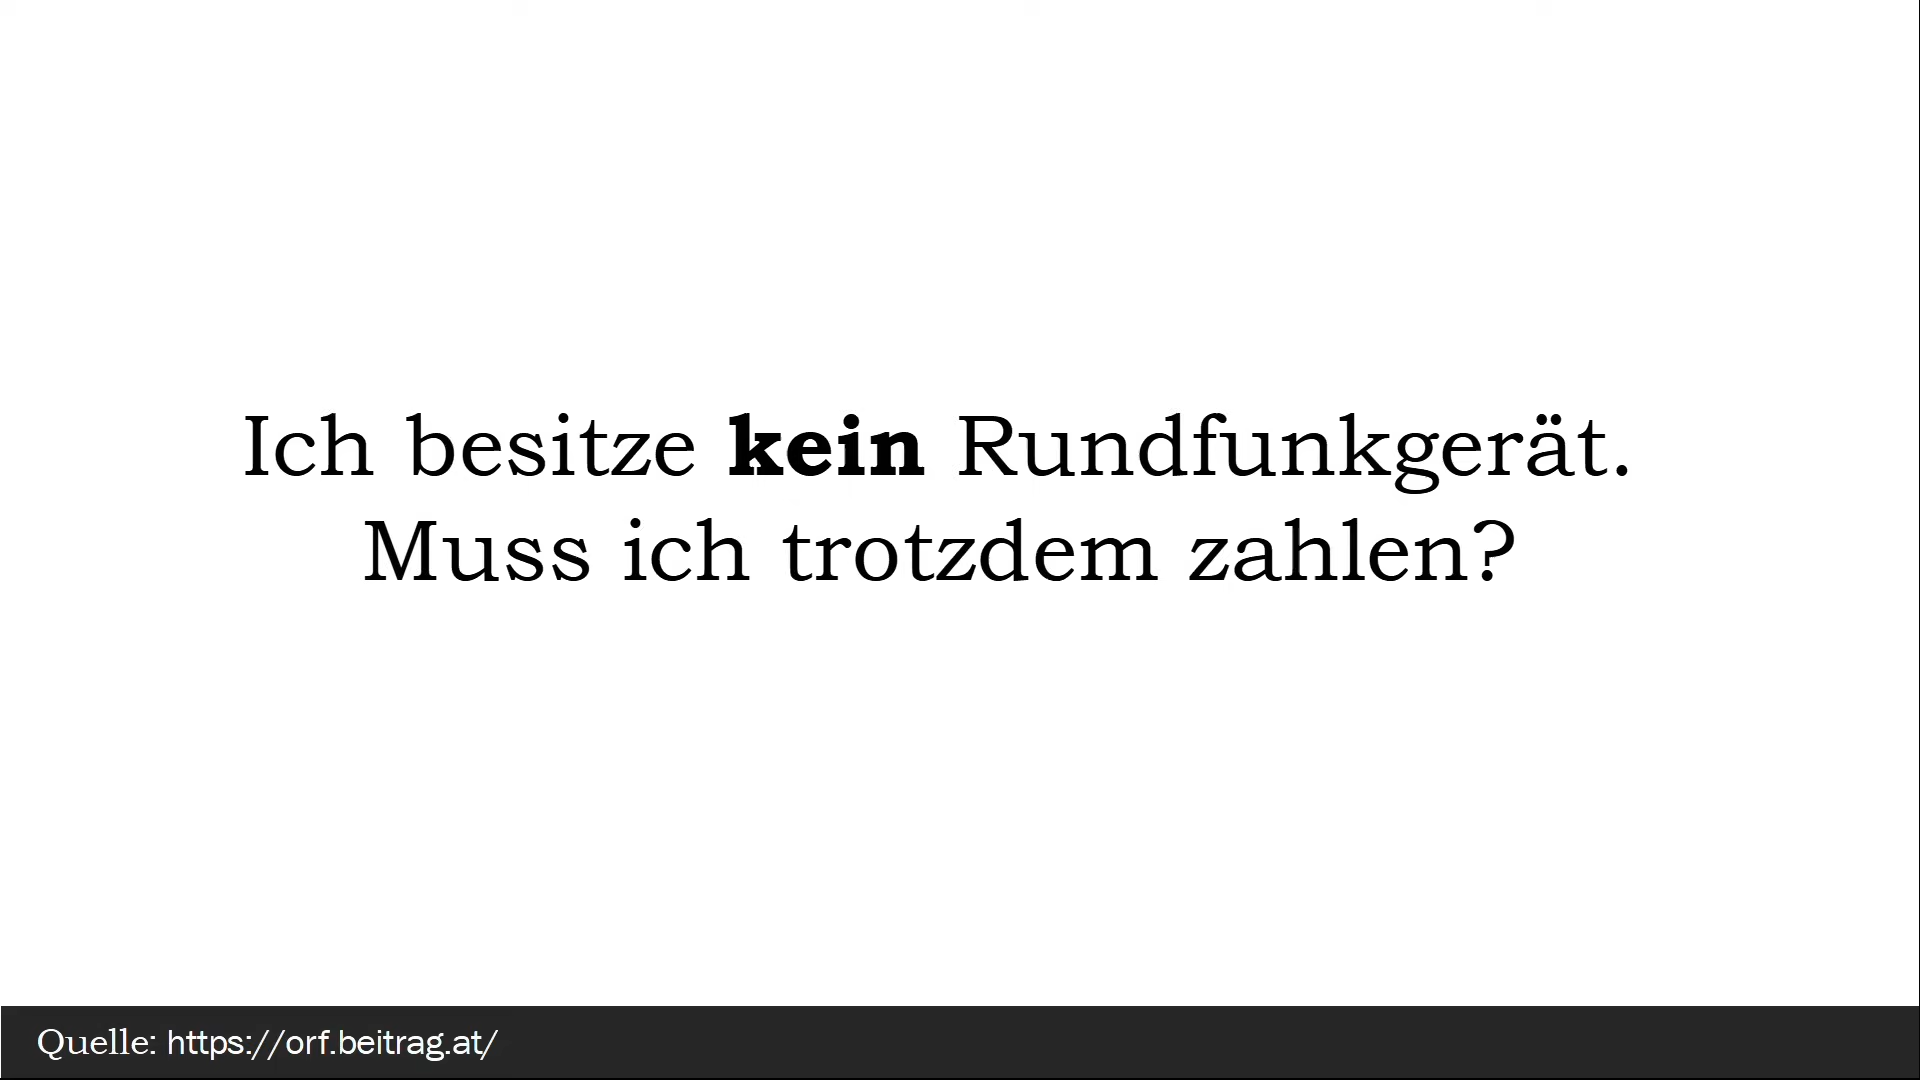 Ich besitze kein Rundfunkgerät.
Muss ich trotzdem zahlen?
Quelle: https://orf.beitrag.at/